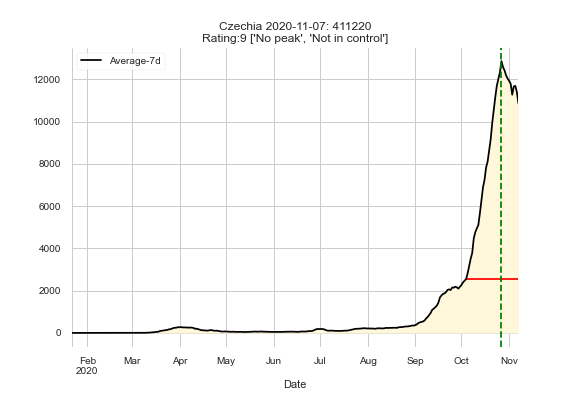 Czechia 2020-11-07: 411220
Rating:9 ['No peak', 'Not in control']
Average-7d
12000
10000
8000
6000
4000
2000
0
Feb Mar Apr May Jun Jul Aug Sep Oct Nov
2020
Date